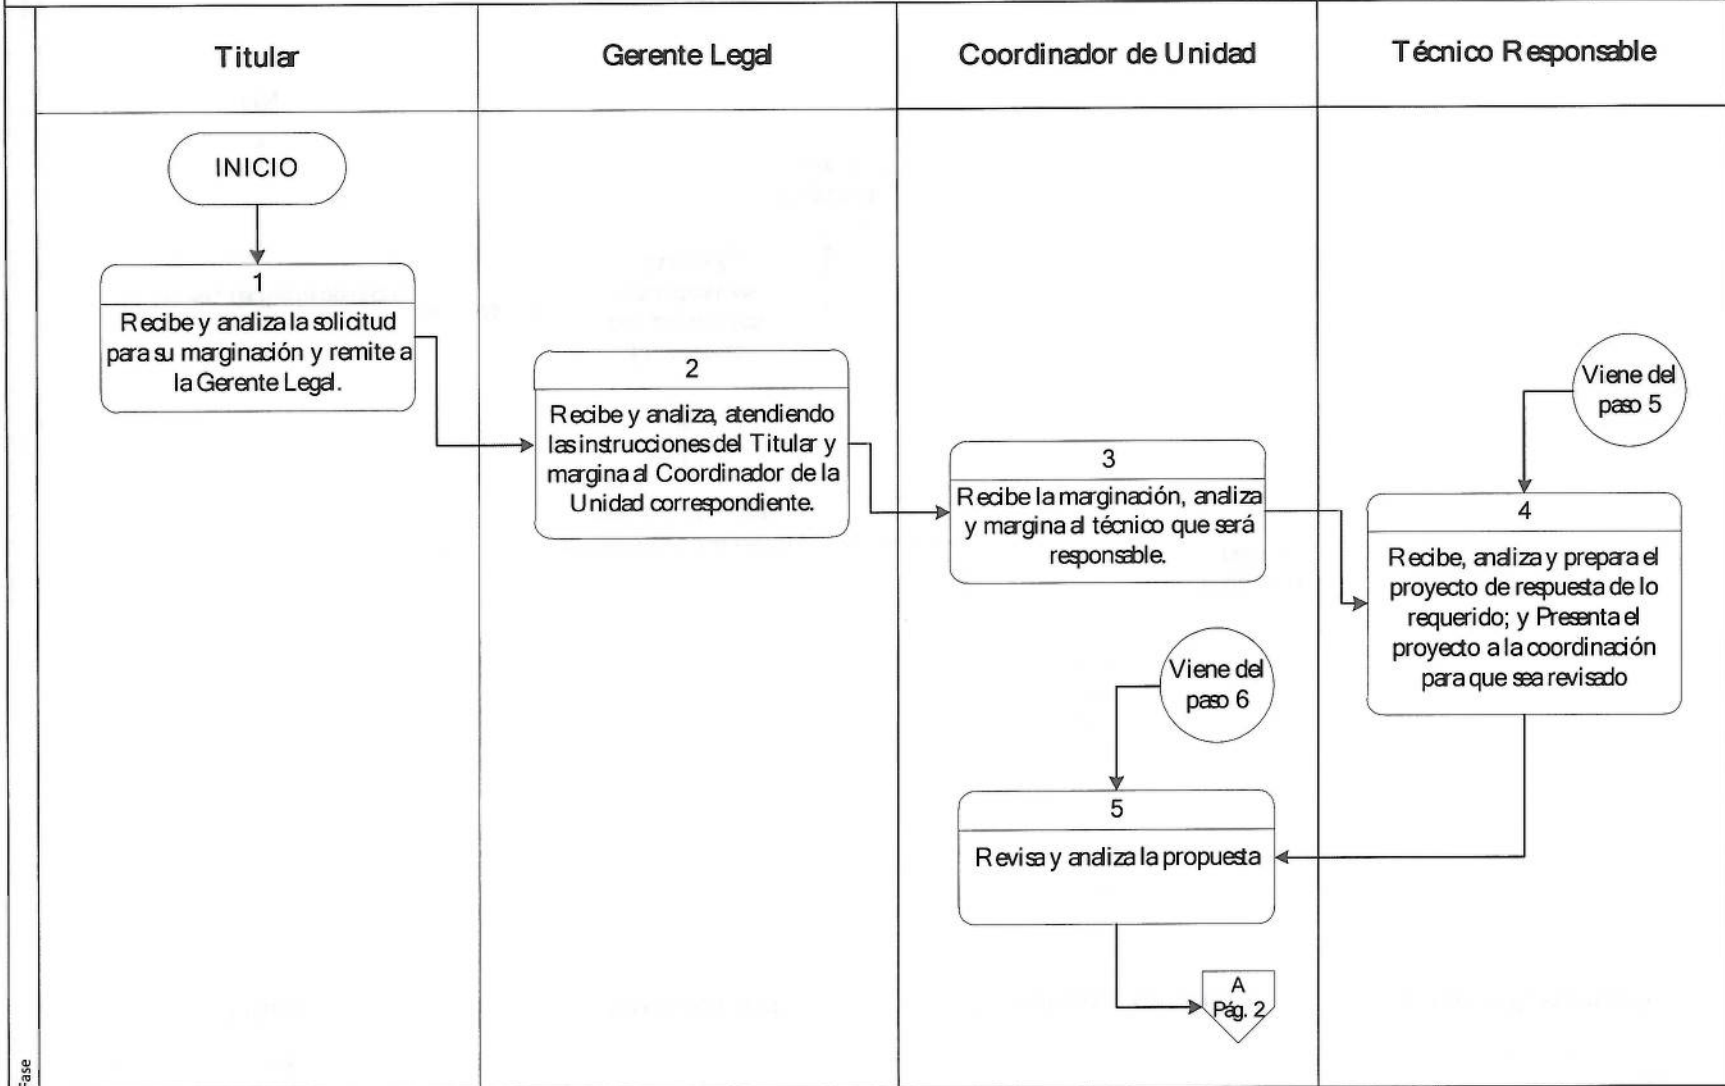 Titular
Gerente Legal
Coordinador de Unidad
Técnico Responsable
INICIO
1
Recibe y analiza la solicitud
para su marginación y remite a
la Gerente Legal.
2
Recibe y analiza, atendiendo
las instrucciones del Titular y
margina al Coordinador de la
Unidad correspondiente.
3
Recibe la marginación, analiza
y margina al técnico que será
responsable.
Viene del
paso 5
4
Recibe, analiza y prepara el
proyecto de respuesta de lo
requerido; y Presenta el
proyecto a la coordinación
para que sea revisado
Viene del
paso 6
5
Revisa y analiza la propuesta
A
Pág. 2
Fase